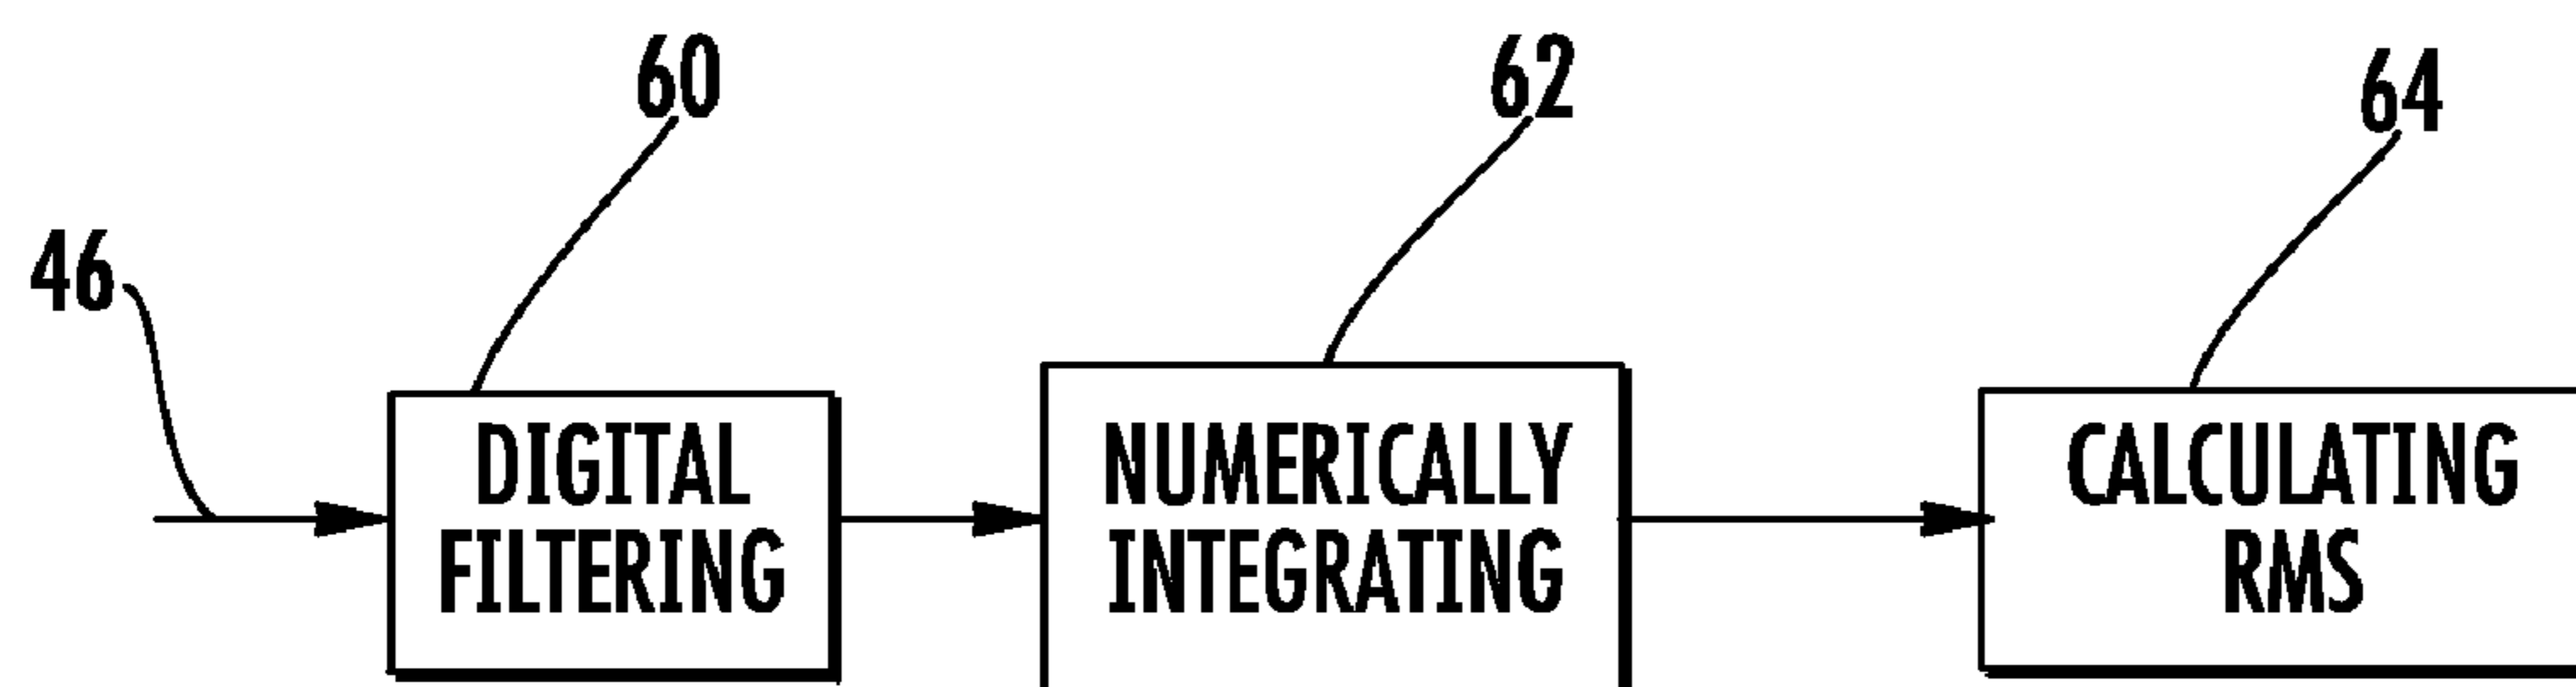 60
62
64
46
DIGITAL
FILTERING
NUMERICALLY
INTEGRATING
CALCULATING
RMS